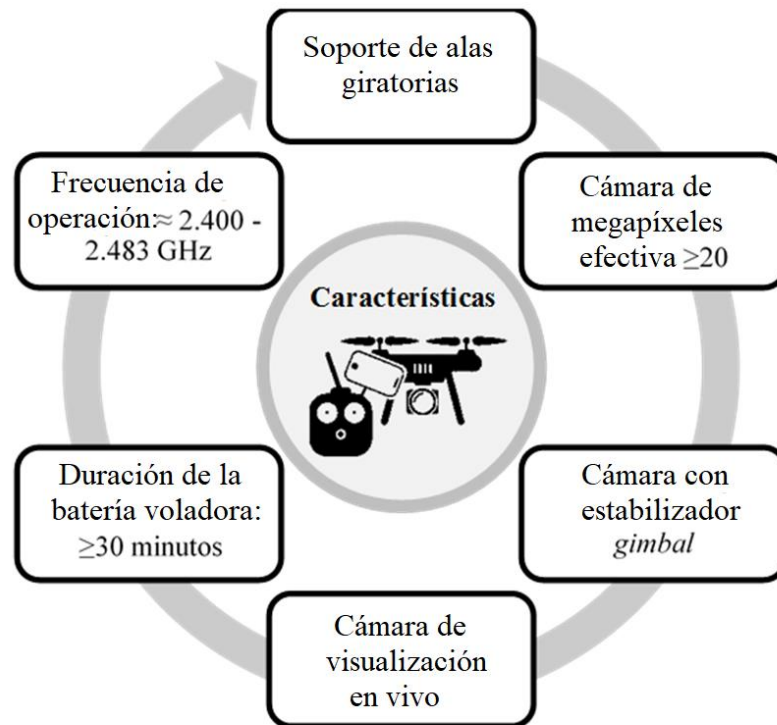 Soporte de alas
giratorias
Cámara de
megapíxeles
efectiva ≥20
Cámara con
estabilizador
gimbal
Cámara de
visualización
en vivo
Duración de la
batería voladora:
≥30 minutos
Frecuencia de
operación:≈ 2.400 -
2.483 GHz
Característícas